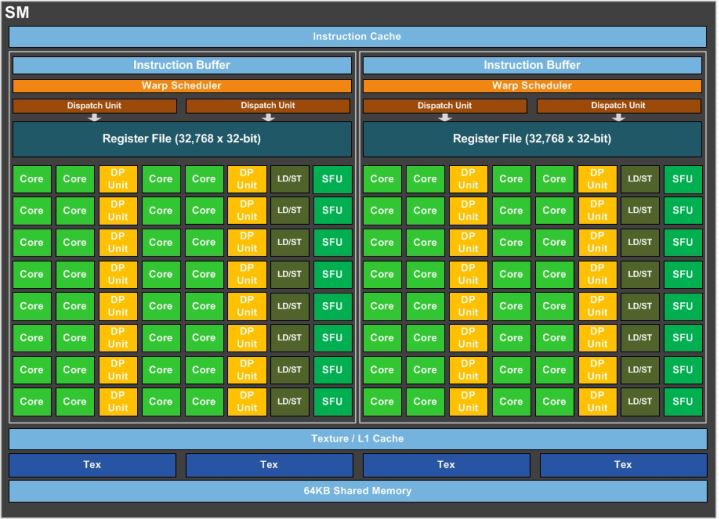 SM
Instruction Cache
Instruction Buffer Instruction Buffer
Warp Scheduler Warp Scheduler
Dispatch Unit Dispatch Unit Dispatch Unit Dispatch Unit
Register File (32,768 x 32-bit) Register File (32,768 x 32-bit)
Core Core DP Unit Core Core DP Unit LD/ST SFU Core Core DP Unit Core Core DP Unit LD/ST SFU
Core Core DP Unit Core Core DP Unit LD/ST SFU Core Core DP Unit Core Core DP Unit LD/ST SFU
Core Core DP Unit Core Core DP Unit LD/ST SFU Core Core DP Unit Core Core DP Unit LD/ST SFU
Core Core DP Unit Core Core DP Unit LD/ST SFU Core Core DP Unit Core Core DP Unit LD/ST SFU
Core Core DP Unit Core Core DP Unit LD/ST SFU Core Core DP Unit Core Core DP Unit LD/ST SFU
Core Core DP Unit Core Core DP Unit LD/ST SFU Core Core DP Unit Core Core DP Unit LD/ST SFU
Core Core DP Unit Core Core DP Unit LD/ST SFU Core Core DP Unit Core Core DP Unit LD/ST SFU
Core Core DP Unit Core Core DP Unit LD/ST SFU Core Core DP Unit Core Core DP Unit LD/ST SFU
Texture / L1 Cache
Tex Tex Tex Tex
64KB Shared Memory